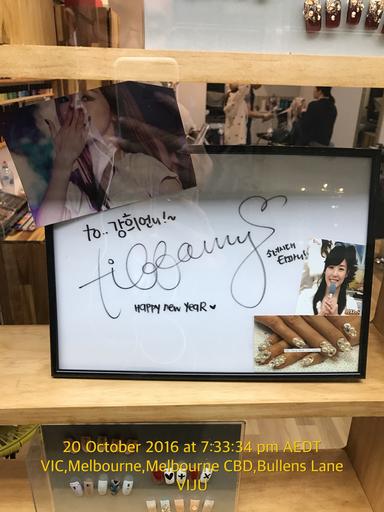 to.. 강희언니!~
tiffany
소녀시대
티파니!
Happy new YeaR ♥
20 October 2016 at 7:33:34 pm AEDT
VIC,Melbourne,Melbourne CBD,Bullens Lane
VIJU